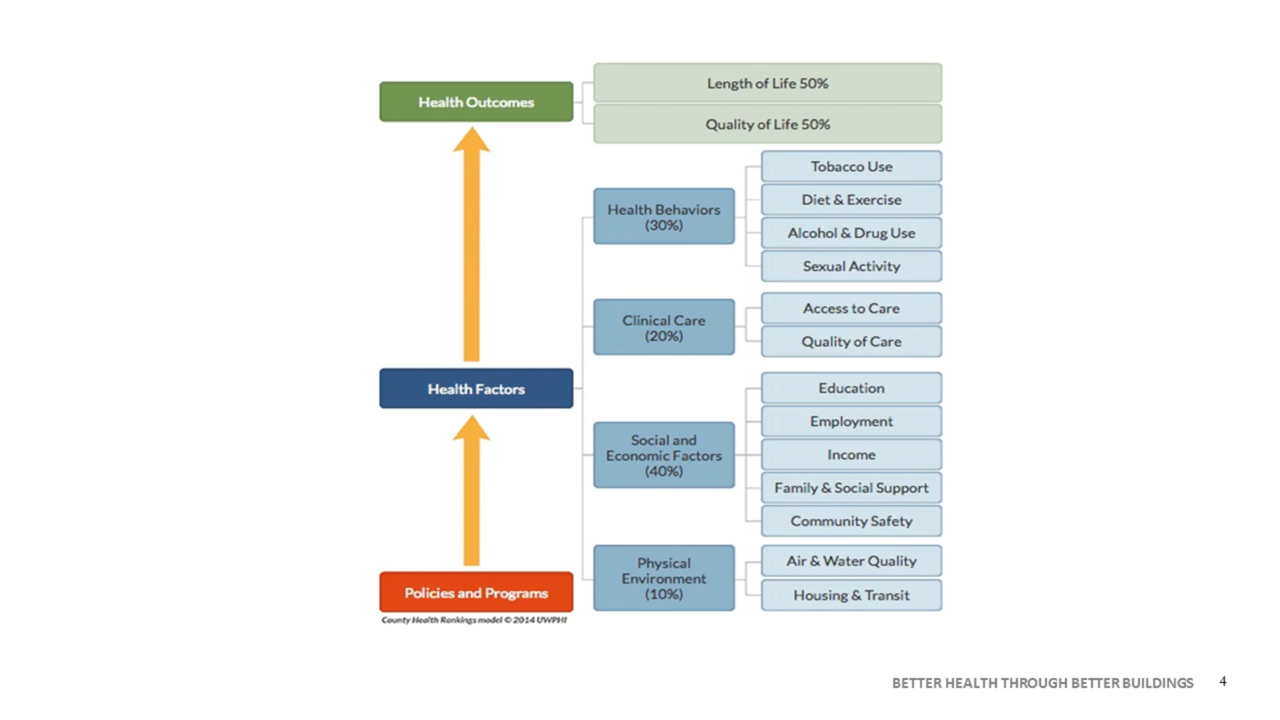 Health Outcomes
Length of Life 50%
Quality of Life 50%
Health Behaviors
(30%)
Tobacco Use
Diet & Exercise
Alcohol & Drug Use
Sexual Activity
Clinical Care
(20%)
Access to Care
Quality of Care
Health Factors
Social and
Economic Factors
(40%)
Education
Employment
Income
Family & Social Support
Community Safety
Physical
Environment
(10%)
Air & Water Quality
Housing & Transit
Policies and Programs
County Health Rankings model © 2014 UWPHI
BETTER HEALTH THROUGH BETTER BUILDINGS 4